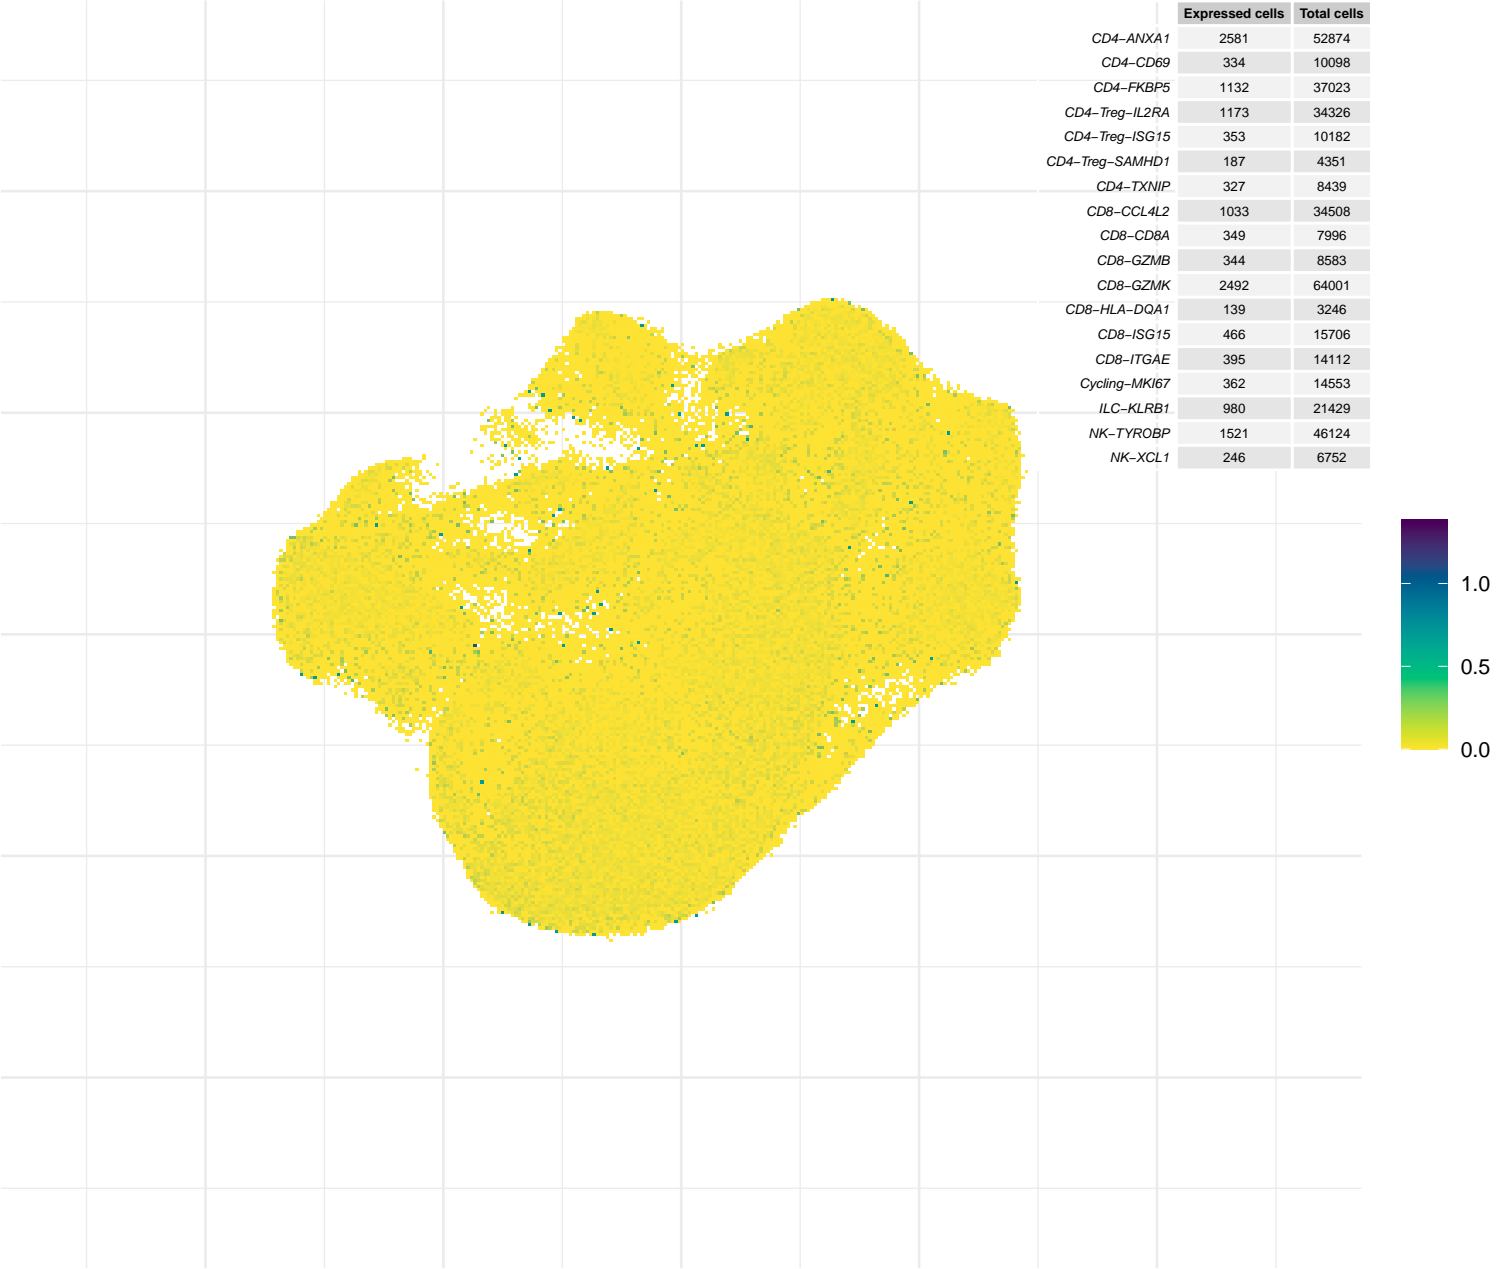 Expressed cells Total cells
CD4−ANXA1 2581 52874
CD4−CD69 334 10098
CD4−FKBP5 1132 37023
CD4−Treg−IL2RA 1173 34326
CD4−Treg−ISG15 353 10182
CD4−Treg−SAMHD1 187 4351
CD4−TXNIP 327 8439
CD8−CCL4L2 1033 34508
CD8−CD8A 349 7996
CD8−GZMB 344 8583
CD8−GZMK 2492 64001
CD8−HLA−DQA1 139 3246
CD8−ISG15 466 15706
CD8−ITGAE 395 14112
Cycling−MKI67 362 14553
ILC−KLRB1 980 21429
NK−TYROBP 1521 46124
NK−XCL1 246 6752
1.0
0.5
0.0